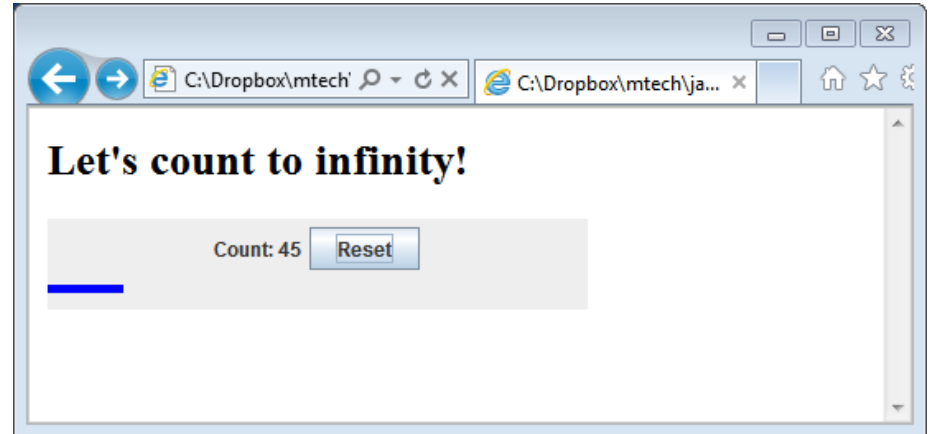 C:\Dropbox\mtech\ C:\Dropbox\mtech\ja...
Let's count to infinity!
Count: 45 Reset